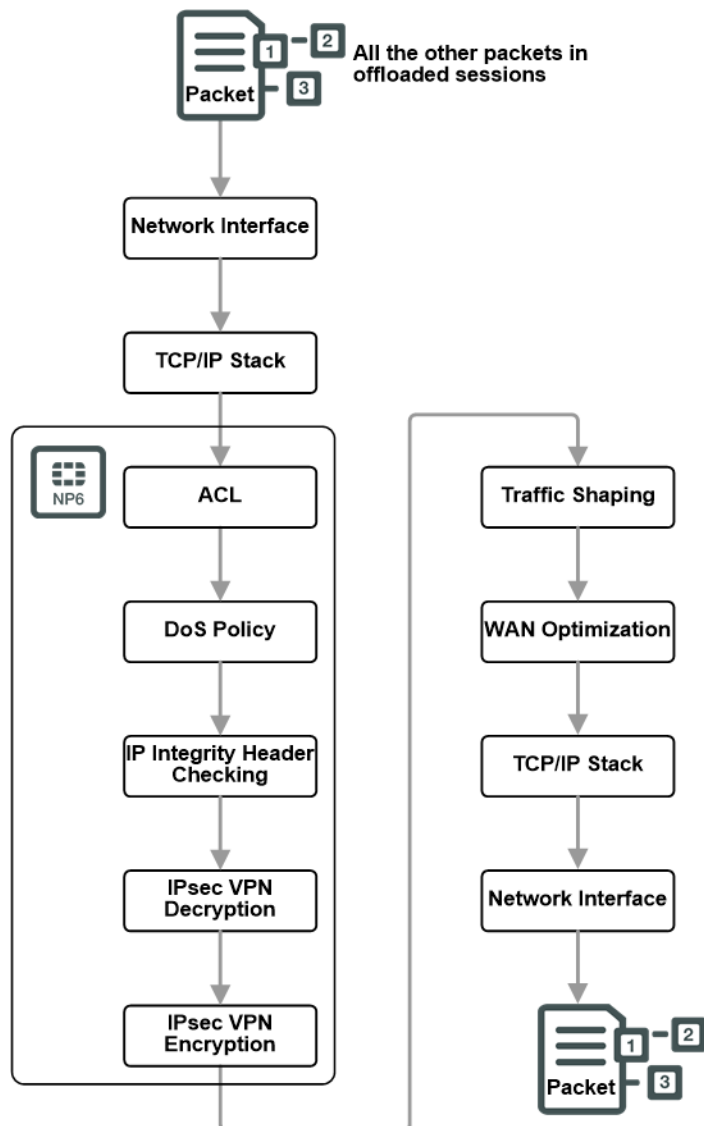 1
2
3
Packet
All the other packets in
offloaded sessions
Network Interface
TCP/IP Stack
NP6
ACL
DoS Policy
IP Integrity Header
Checking
IPsec VPN
Decryption
IPsec VPN
Encryption
Traffic Shaping
WAN Optimization
TCP/IP Stack
Network Interface
1
2
3
Packet